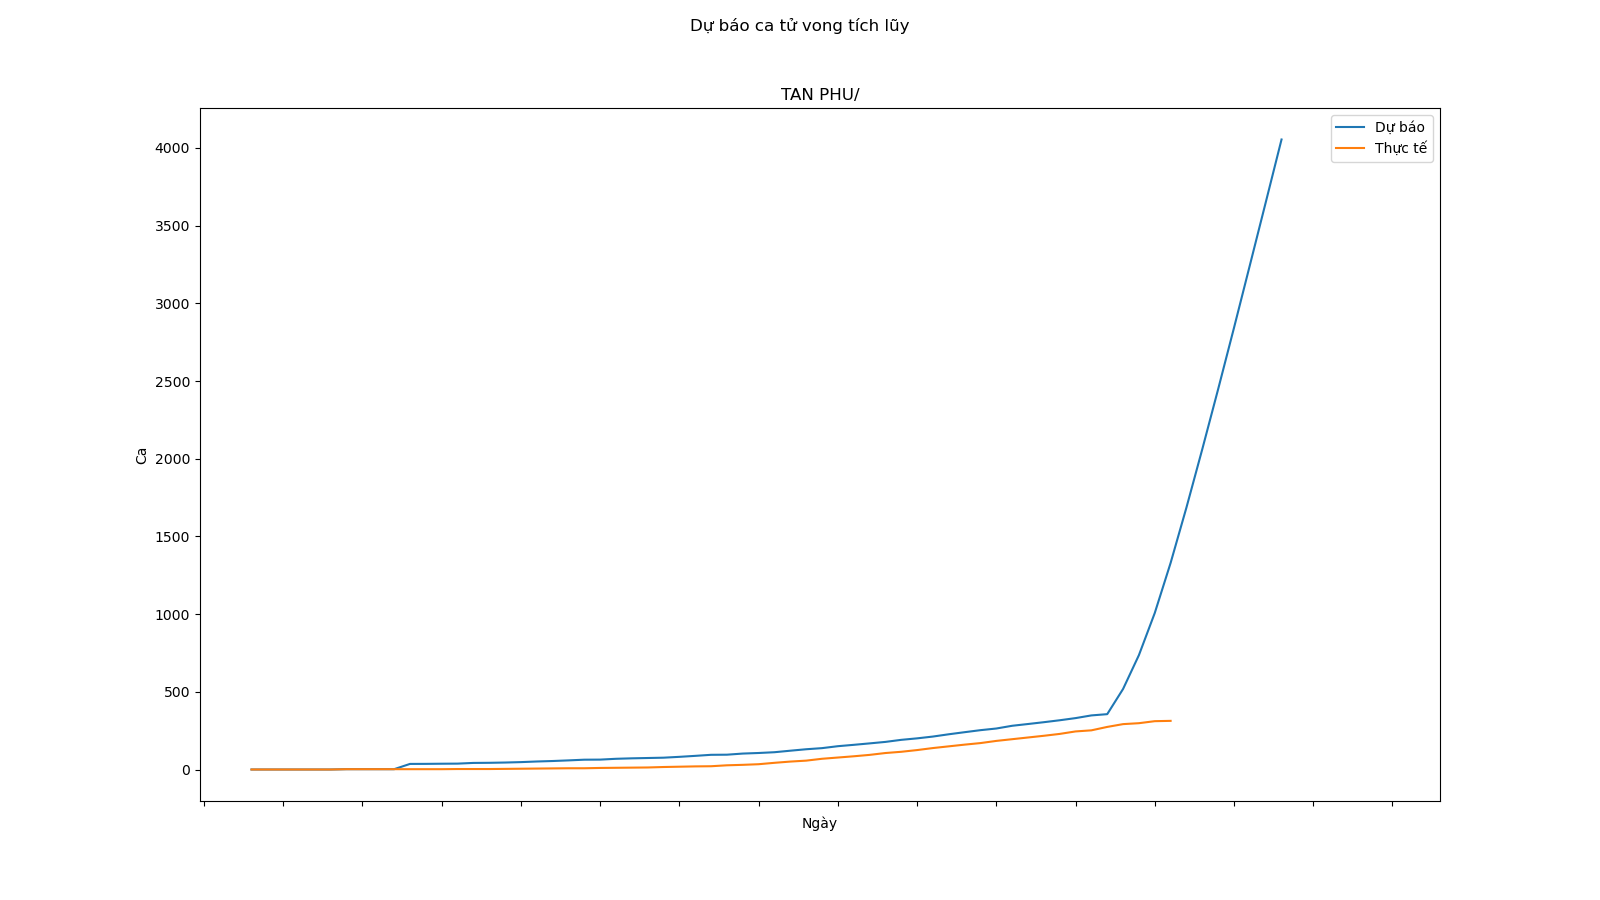 Dự báo ca tử vong tích lũy
TAN PHU/
Dự báo
Thực tế
4000
3500
3000
2500
2000
1500
1000
500
0
Ca
Ngày